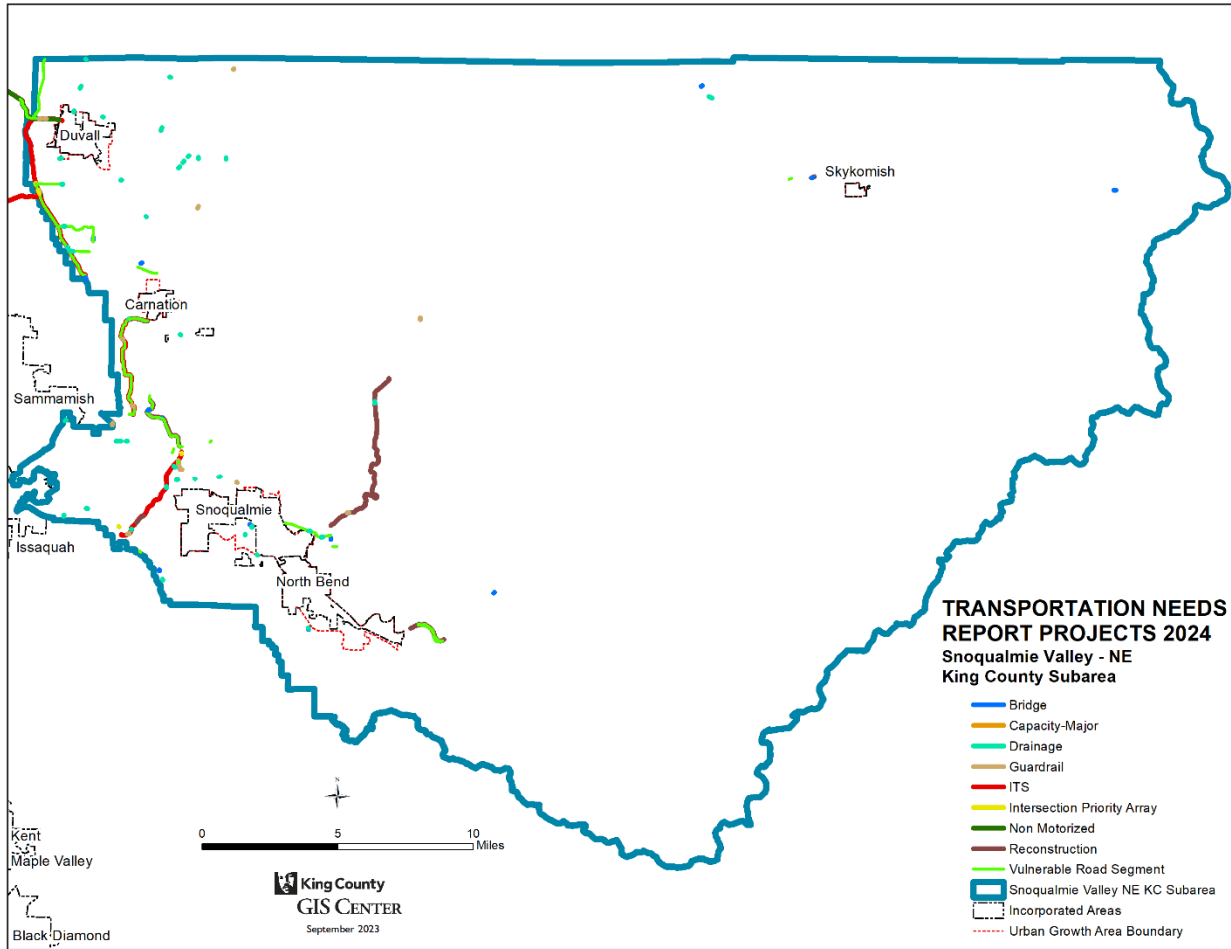 Duvall
Skykomish
Carnation
Sammamish
Snoqualmie
Issaquah
North Bend
TRANSPORTATION NEEDS
REPORT PROJECTS 2024
Snoqualmie Valley - NE
King County Subarea
Bridge
Capacity-Major
Drainage
Guardrail
ITS
Intersection Priority Array
Non Motorized
Reconstruction
Vulnerable Road Segment
Snoqualmie Valley NE KC Subarea
Incorporated Areas
Urban Growth Area Boundary
N
0 5 10
Miles
Kent
Maple Valley
Black Diamond
King County
GIS CENTER
September 2023